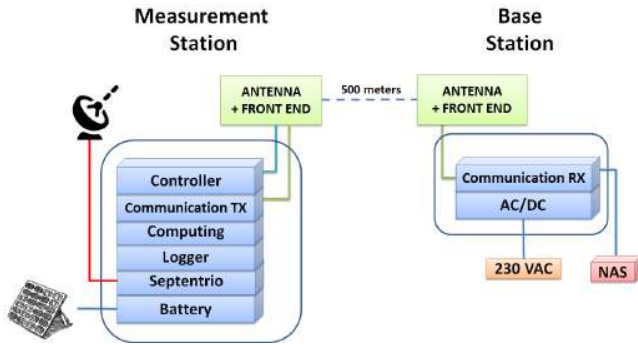 Measurement
Station
Base
Station
ANTENNA
+ FRONT END
500 meters
ANTENNA
+ FRONT END
Controller
Communication TX
Computing
Logger
Septentrio
Battery
Communication RX
AC/DC
230 VAC
NAS